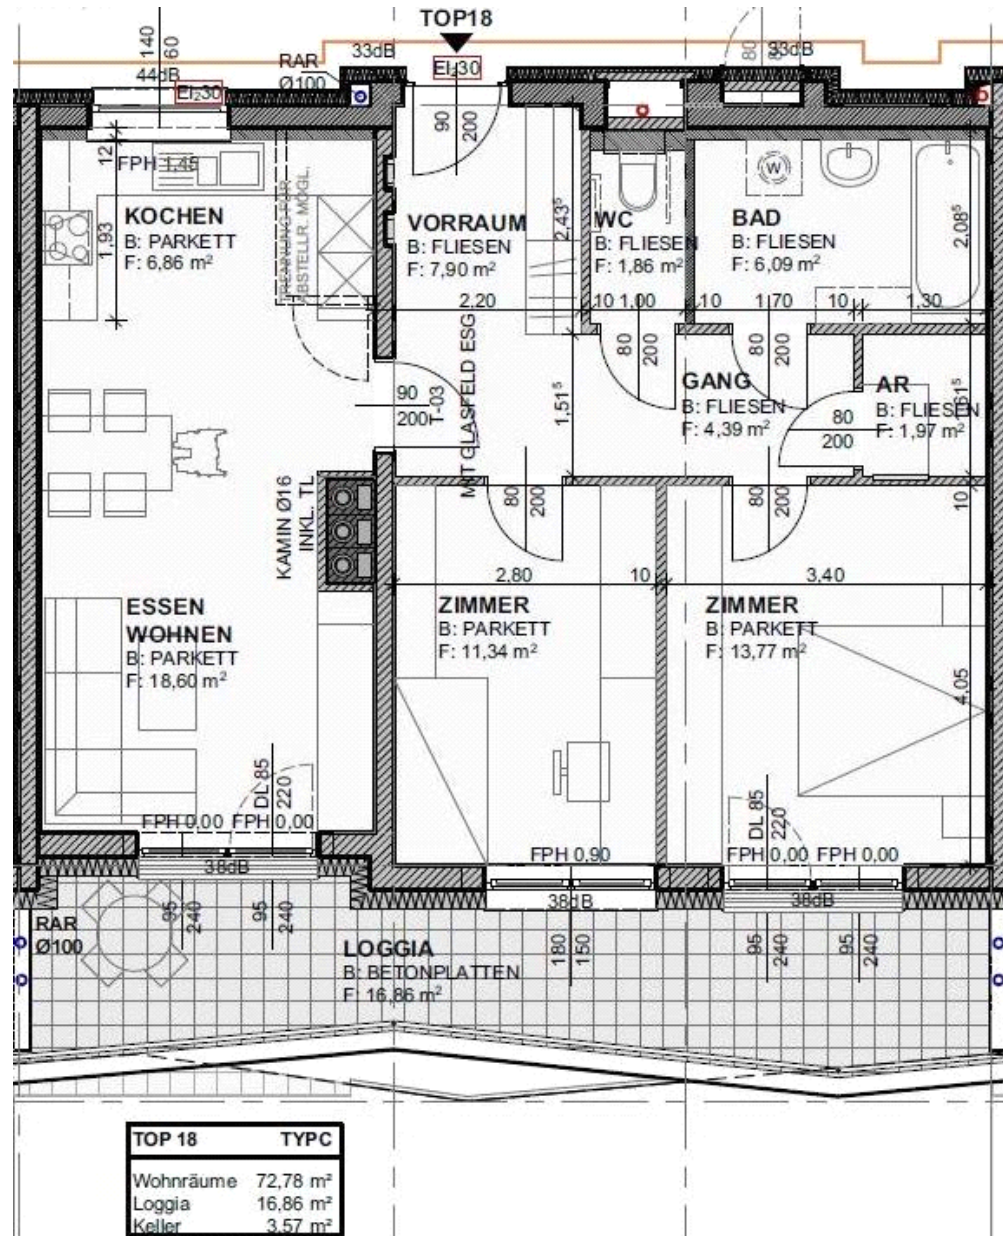 TOP18
140
60
33dB
33dB
80
44dB
RAR
Ø100
EI₂30
EI₂30
90
200
12
FPH 1,45
KOCHEN
B: PARKETT
F: 6,86 m²
1,93
TRENNUNG FÜR
ABSTELLR. MÖGL.
VORRAUM
B: FLIESEN
F: 7,90 m²
2,43⁵
WC
B: FLIESEN
F: 1,86 m²
W
BAD
B: FLIESEN
F: 6,09 m²
2,08⁵
2,20
10
1,00
10
1,70
10
1,30
80
200
80
200
MIT GLASFELD ESG
1,51⁵
GANG
B: FLIESEN
F: 4,39 m²
AR
B: FLIESEN
F: 1,97 m²
1,61⁵
90
200
T-03
80
200
KAMIN Ø16
INKL. TL
80
200
80
200
10
2,80
10
3,40
ESSEN
WOHNEN
B: PARKETT
F: 18,60 m²
ZIMMER
B: PARKETT
F: 11,34 m²
ZIMMER
B: PARKETT
F: 13,77 m²
4,05
DL 85
220
DL 85
220
FPH 0,00
FPH 0,00
FPH 0,90
FPH 0,00
FPH 0,00
38dB
38dB
38dB
RAR
Ø100
95
240
95
240
LOGGIA
B: BETONPLATTEN
F: 16,86 m²
180
150
95
240
95
240
TOP 18 TYPC
Wohnräume 72,78 m²
Loggia 16,86 m²
Keller 3,57 m²